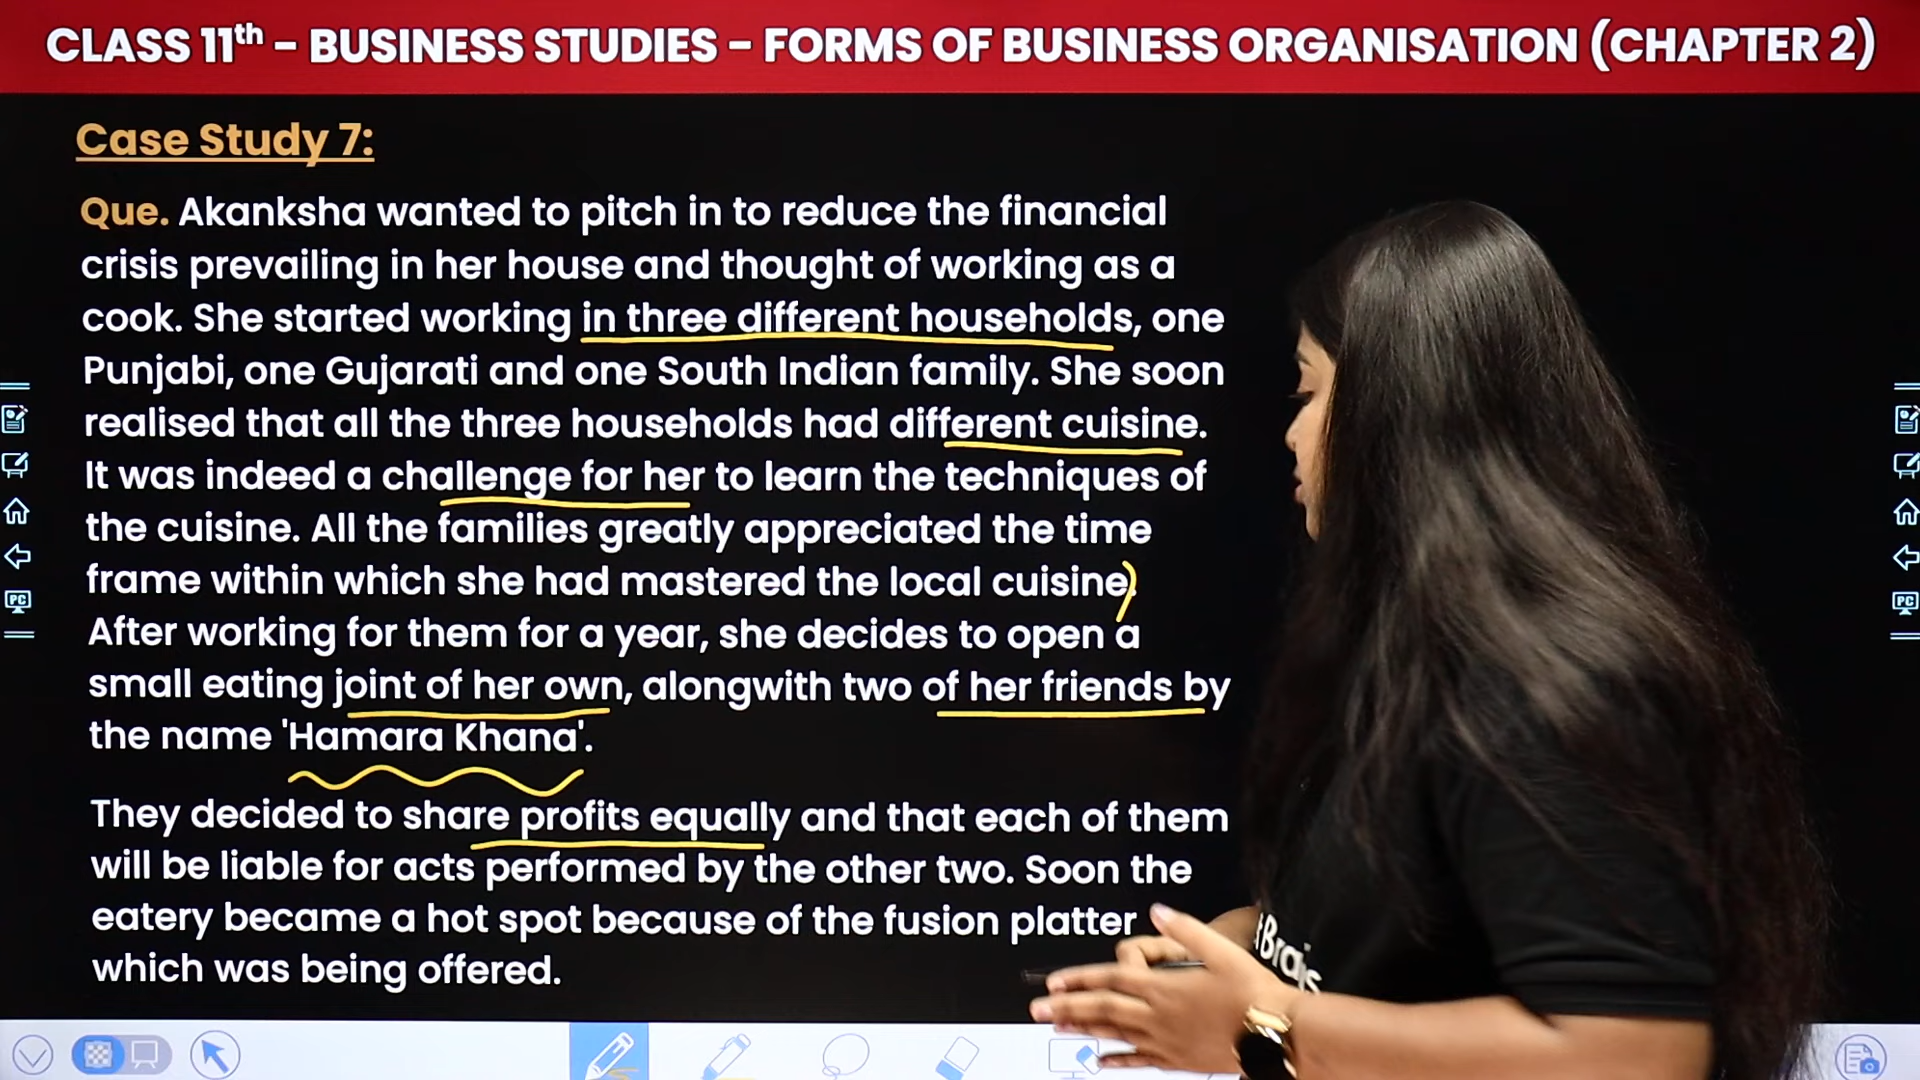 CLASS 11th - BUSINESS STUDIES - FORMS OF BUSINESS ORGANISATION (CHAPTER 2)
Case Study 7:
Que. Akanksha wanted to pitch in to reduce the financial
crisis prevailing in her house and thought of working as a
cook. She started working in three different households, one
Punjabi, one Gujarati and one South Indian family. She soon
realised that all the three households had different cuisine.
It was indeed a challenge for her to learn the techniques of
the cuisine. All the families greatly appreciated the time
frame within which she had mastered the local cuisine.
After working for them for a year, she decides to open a
small eating joint of her own, alongwith two of her friends by
the name 'Hamara Khana'.
They decided to share profits equally and that each of them
will be liable for acts performed by the other two. Soon the
eatery became a hot spot because of the fusion platter
which was being offered.
PC
PC